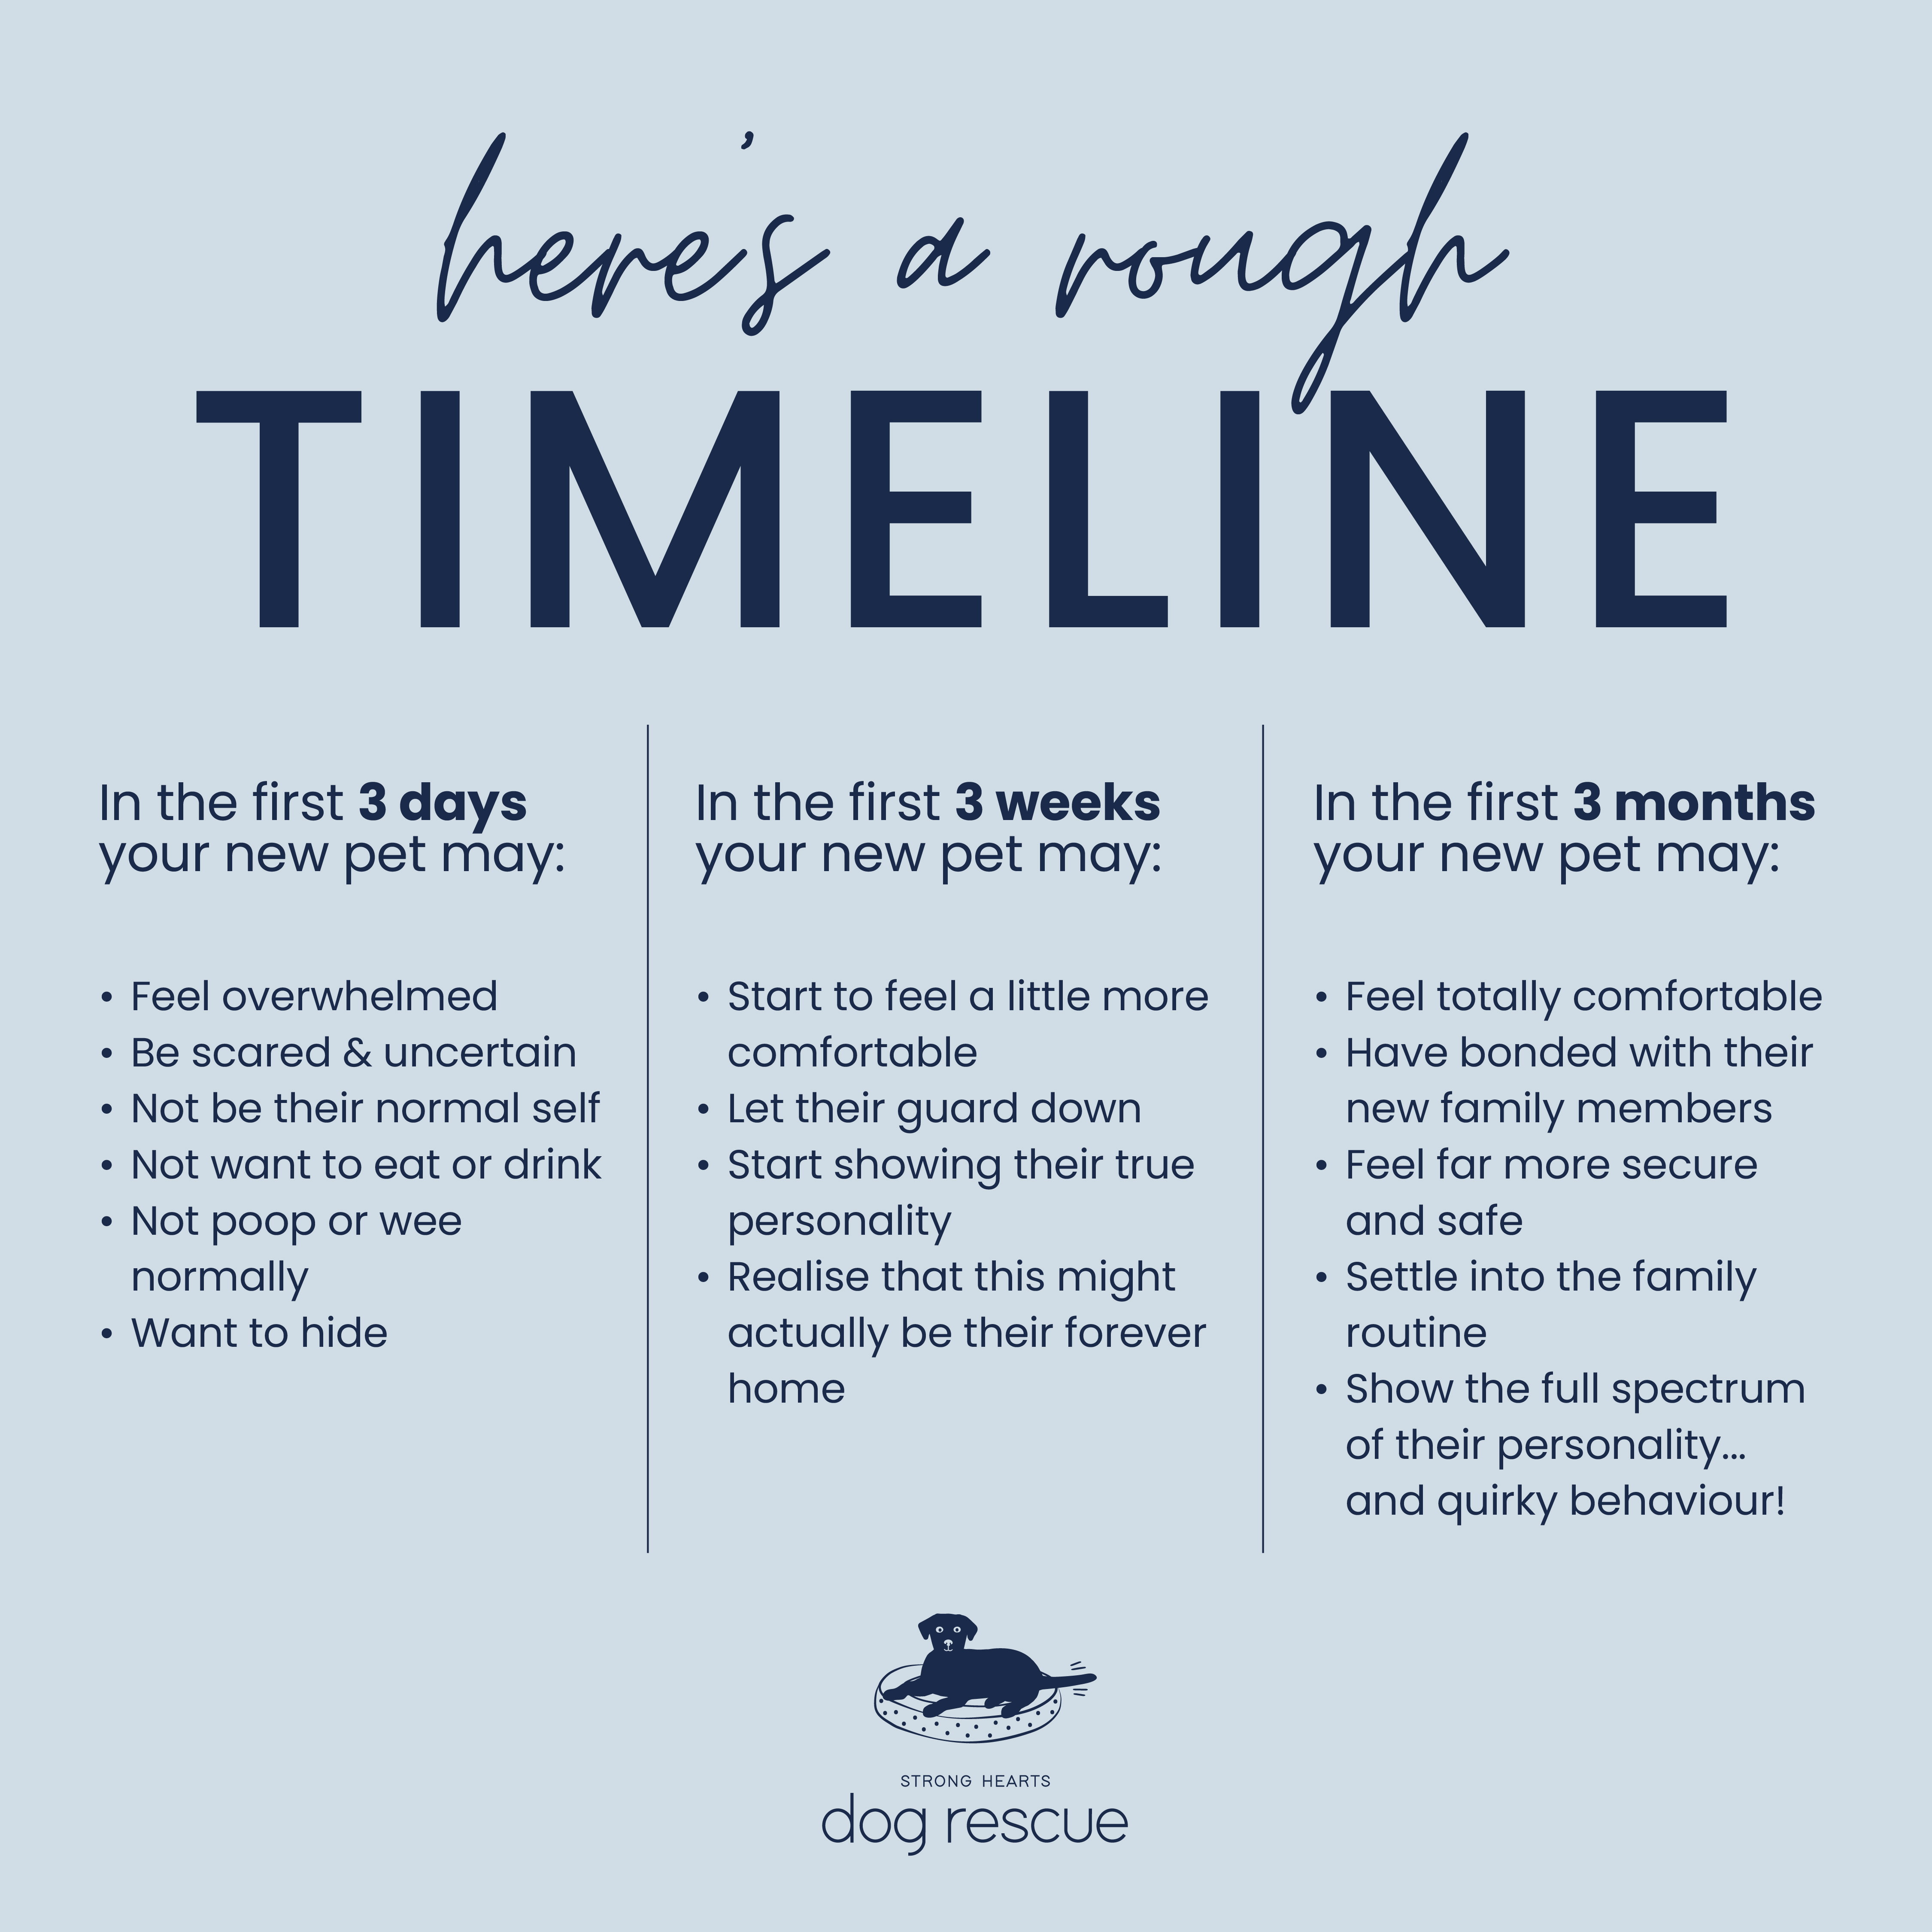 here's a rough
TIMELINE
In the first 3 days
your new pet may:
• Feel overwhelmed
• Be scared & uncertain
• Not be their normal self
• Not want to eat or drink
• Not poop or wee
normally
• Want to hide
In the first 3 weeks
your new pet may:
• Start to feel a little more
comfortable
• Let their guard down
• Start showing their true
personality
• Realise that this might
actually be their forever
home
In the first 3 months
your new pet may:
• Feel totally comfortable
• Have bonded with their
new family members
• Feel far more secure
and safe
• Settle into the family
routine
• Show the full spectrum
of their personality...
and quirky behaviour!
STRONG HEARTS
dog rescue